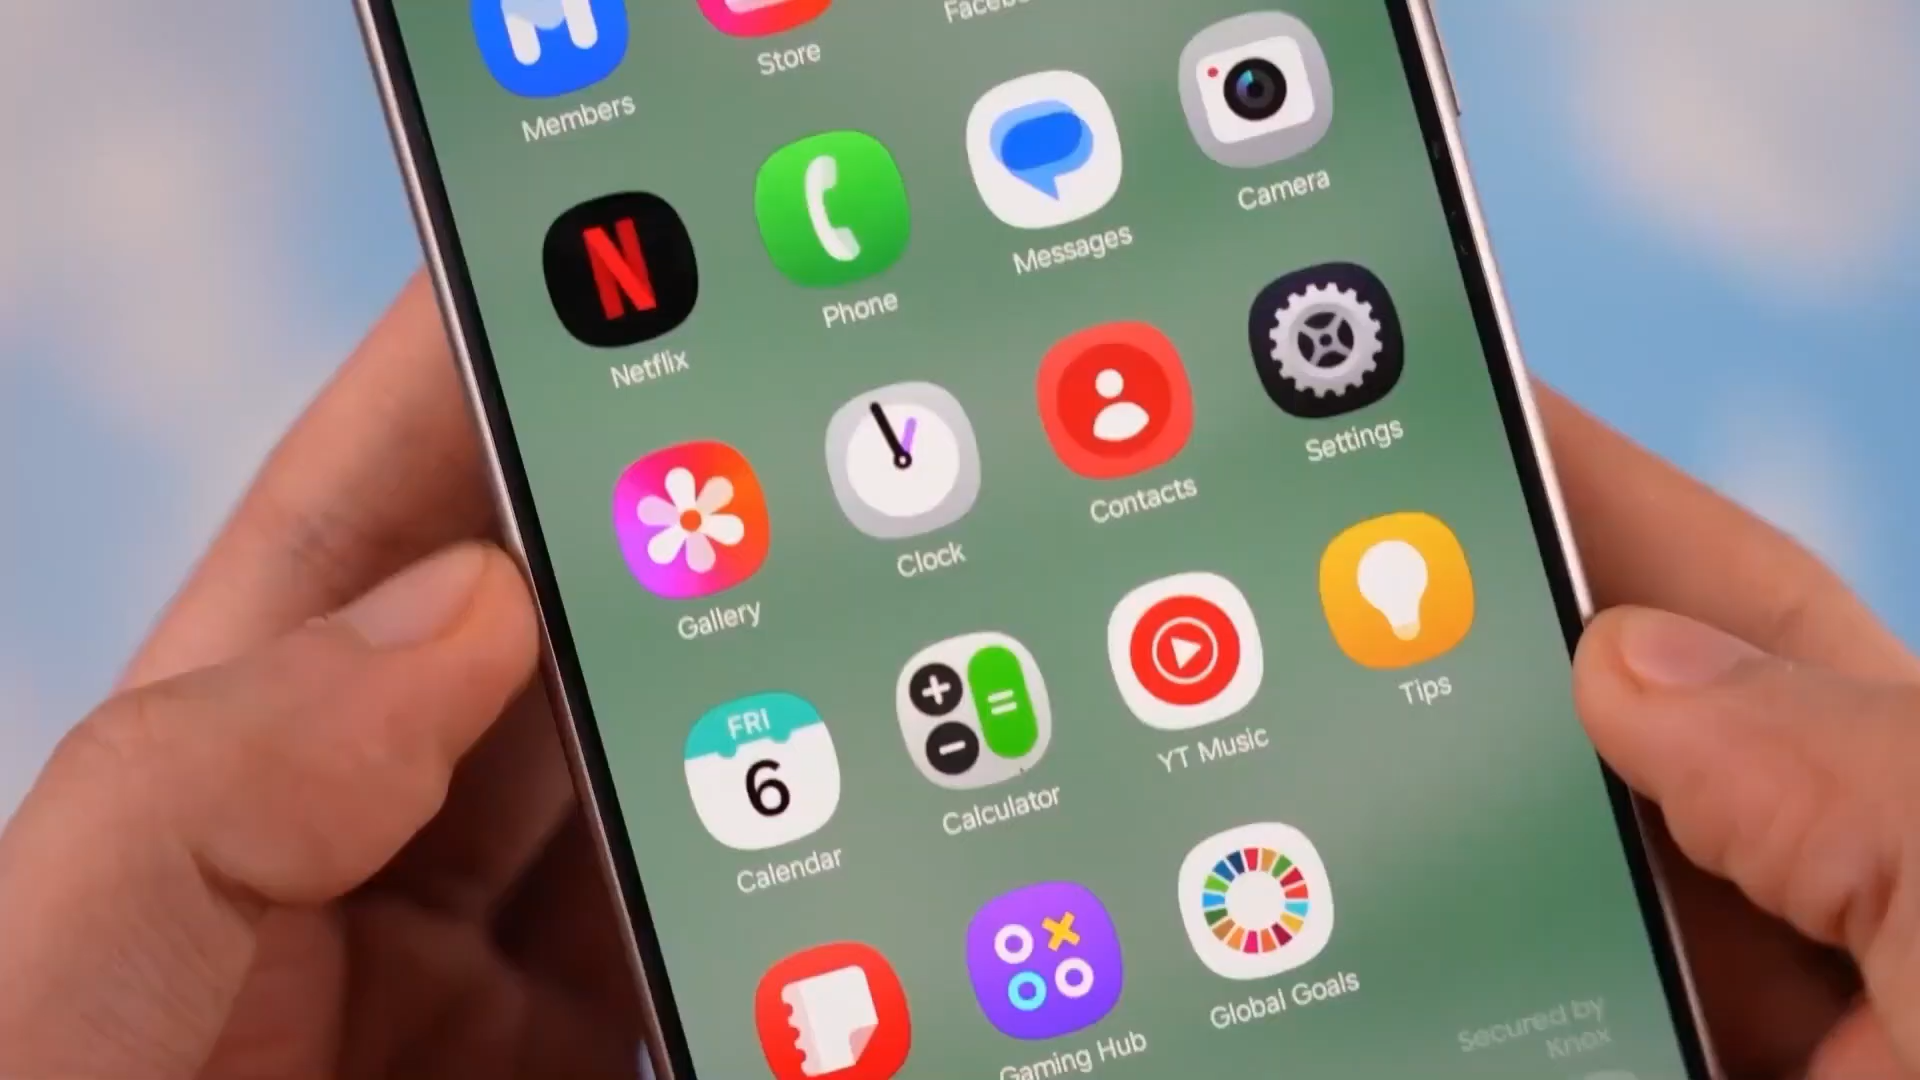 Members
Store
Netflix
N
Phone
Messages
Camera
Gallery
Clock
Contacts
Settings
FRI
6
Calendar
Calculator
YT Music
Tips
Gaming Hub
Global Goals
Secured by
Knox